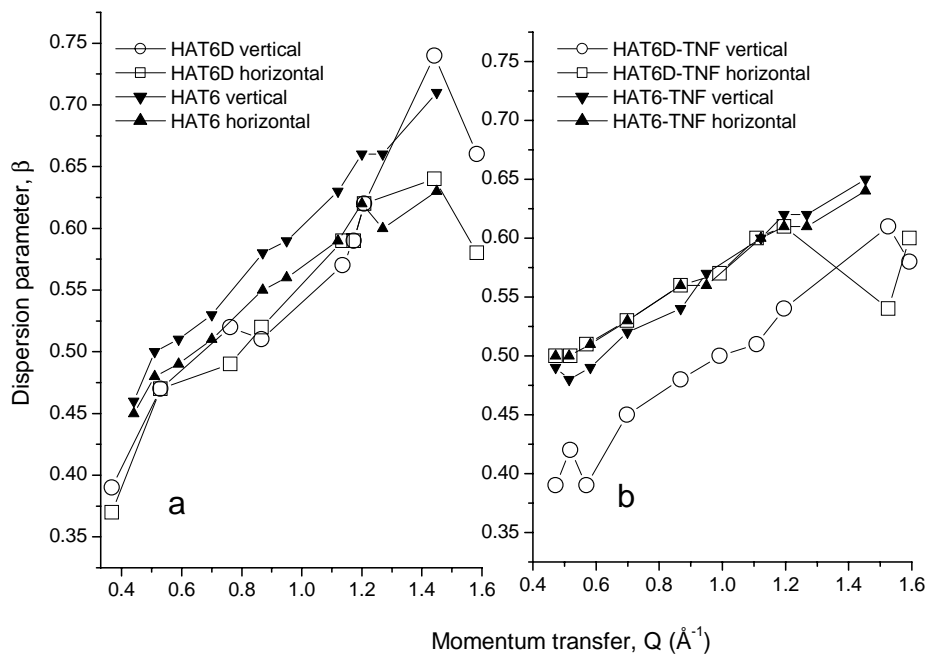 HAT6D vertical
HAT6D horizontal
HAT6 vertical
HAT6 horizontal
HAT6D-TNF vertical
HAT6D-TNF horizontal
HAT6-TNF vertical
HAT6-TNF horizontal
Dispersion parameter, β
0.75
0.70
0.65
0.60
0.55
0.50
0.45
0.40
0.35
0.75
0.70
0.65
0.60
0.55
0.50
0.45
0.40
0.35
a
b
0.4 0.6 0.8 1.0 1.2 1.4 1.6
0.4 0.6 0.8 1.0 1.2 1.4 1.6
Momentum transfer, Q (Å⁻¹)